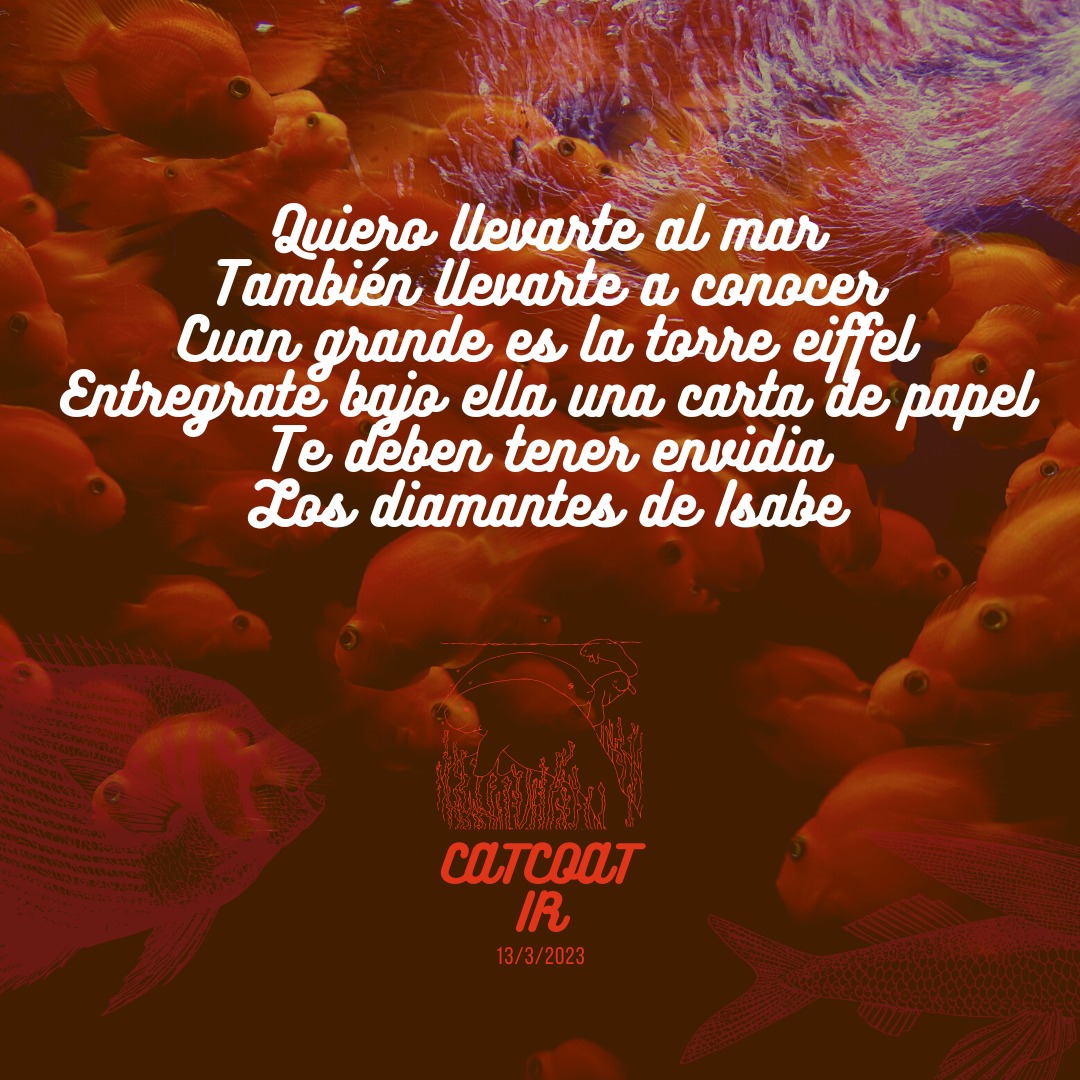 Quiero llevarte al mar
También llevarte a conocer
Cuan grande es la torre eiffel
Entregrate bajo ella una carta de papel
Te deben tener envidia
Los diamantes de Isabe
CATCOAT
IR
13/3/2023